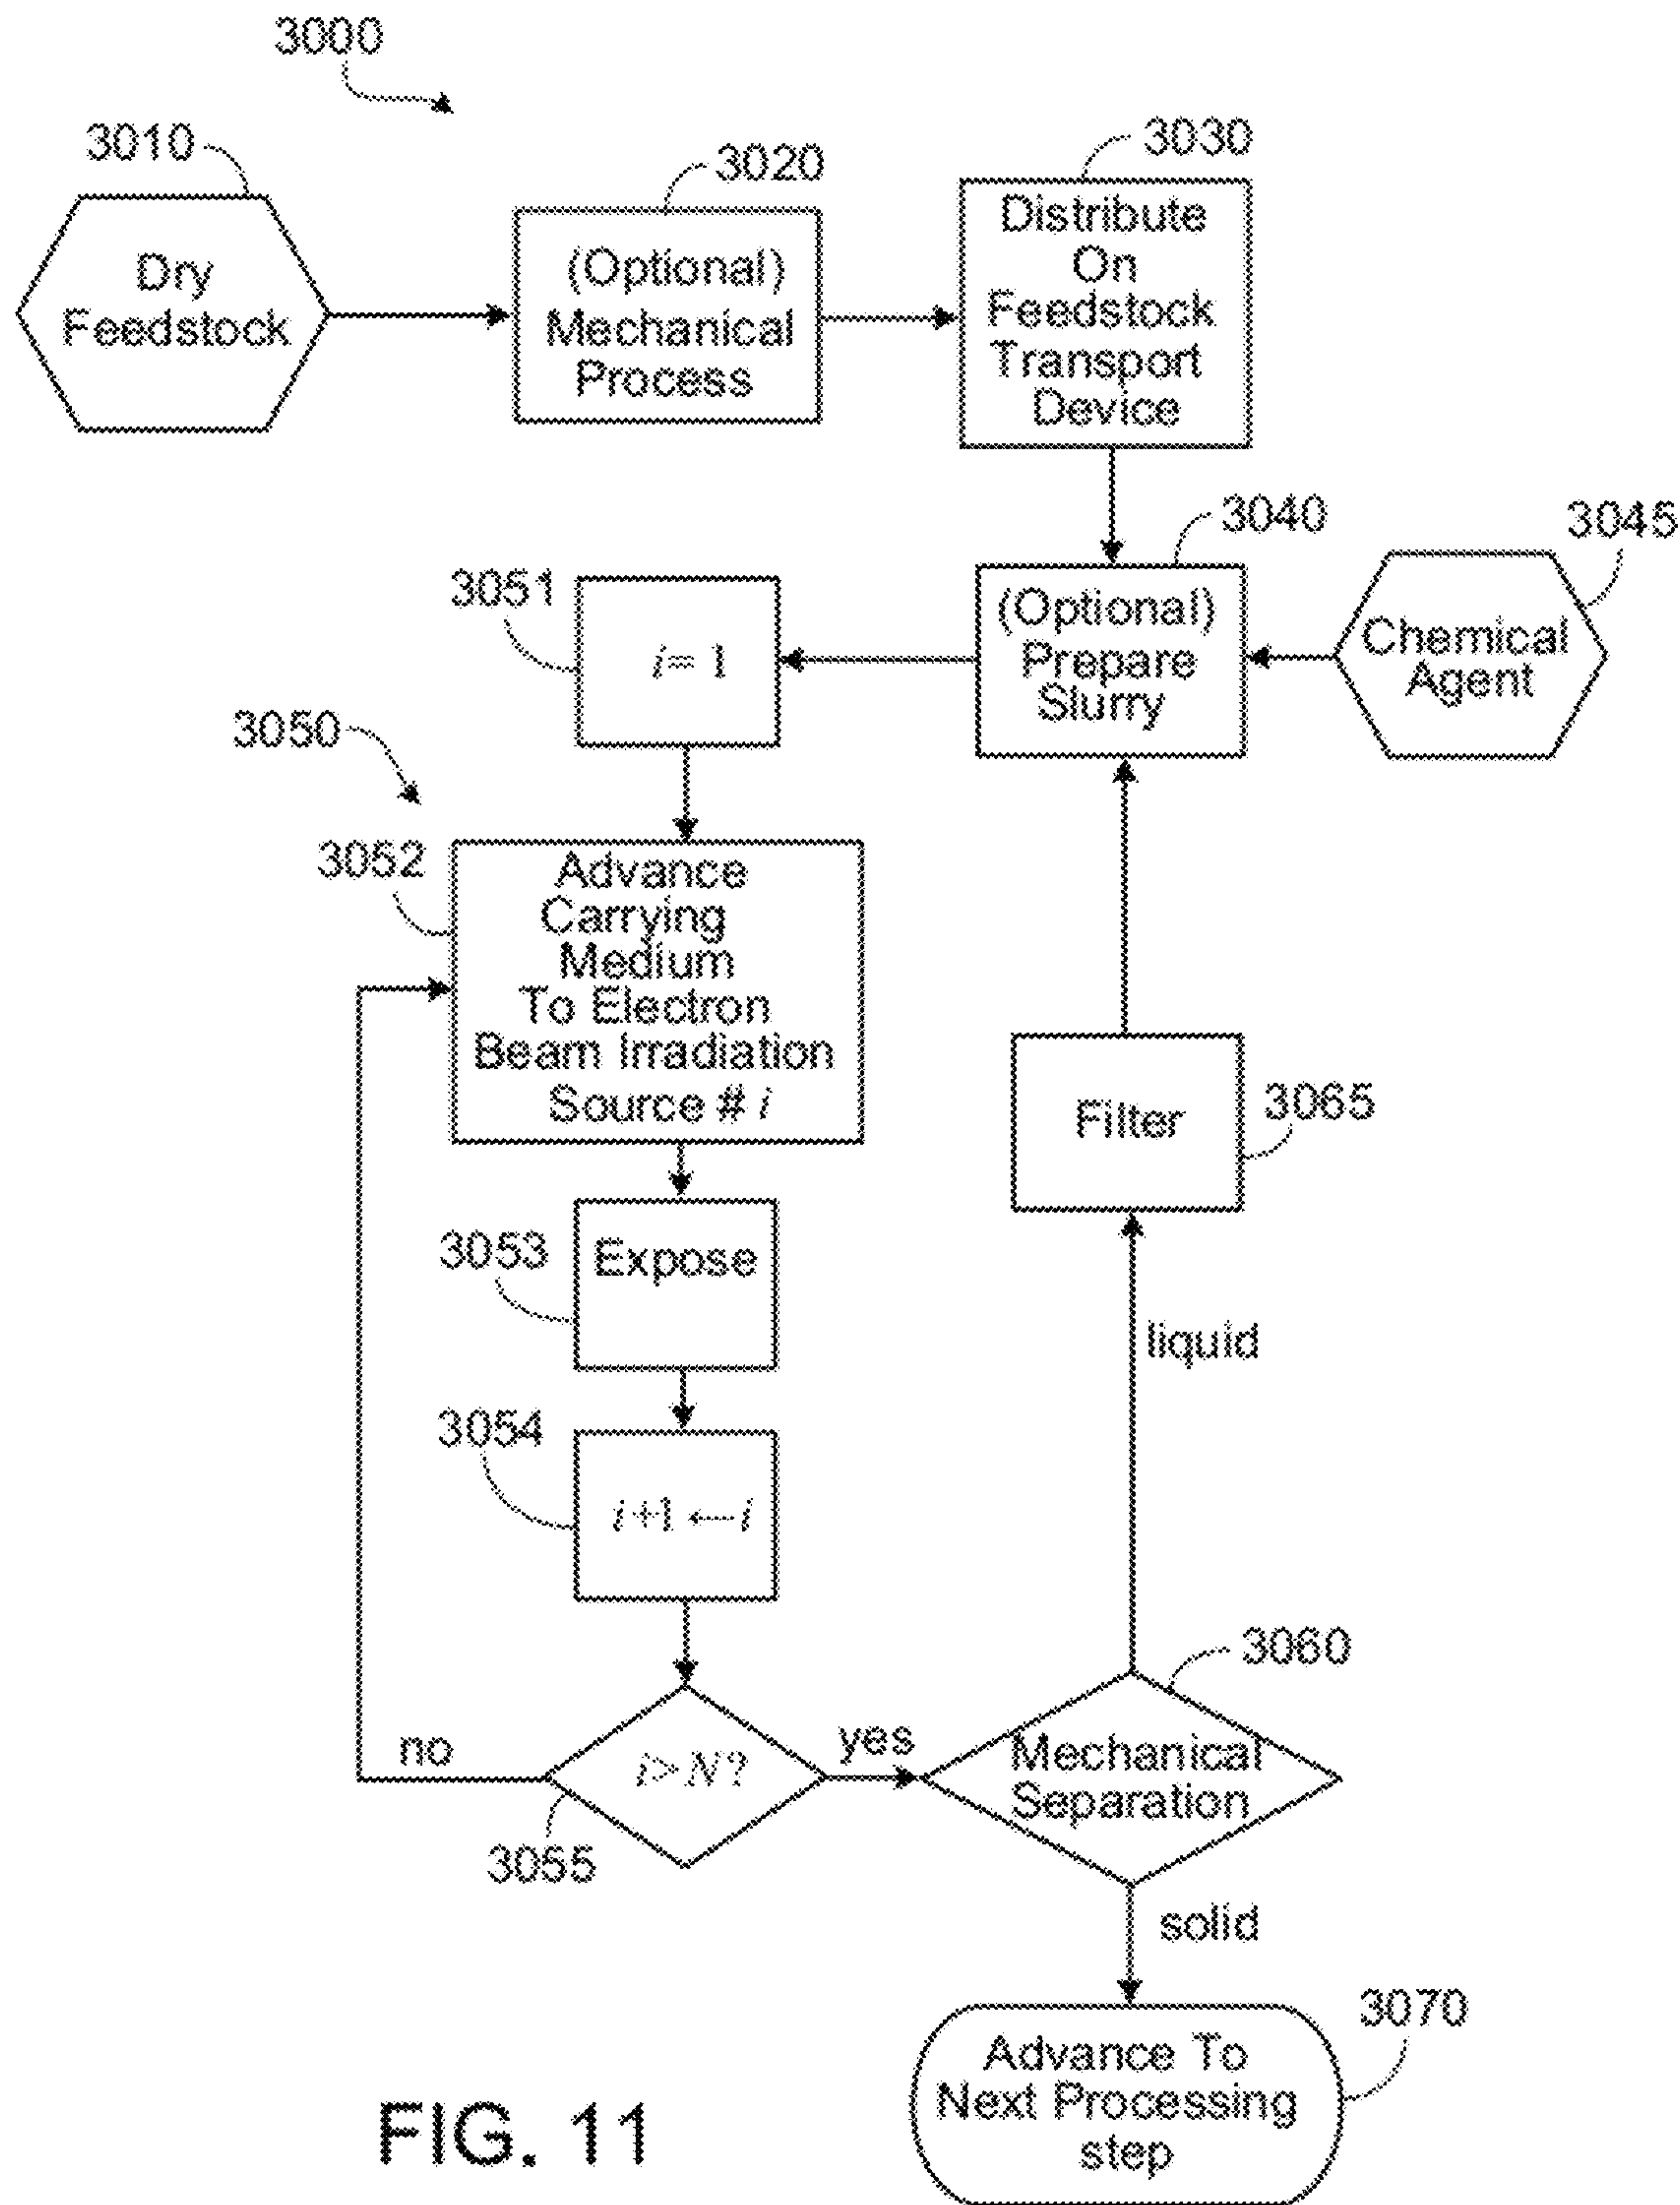 3000
3010
Dry
Feedstock
3020
(Optional)
Mechanical
Process
3030
Distribute
On
Feedstock
Transport
Device
3040
(Optional)
Prepare
Slurry
3045
Chemical
Agent
3051
i= 1
3050
3052
Advance
Carrying
Medium
To Electron
Beam Irradiation
Source # i
3053
Expose
3054
i+1 ←i
3055
i> N?
no
yes
3060
Mechanical
Separation
liquid
Filter
3065
solid
3070
Advance To
Next Processing
step
FIG. 11